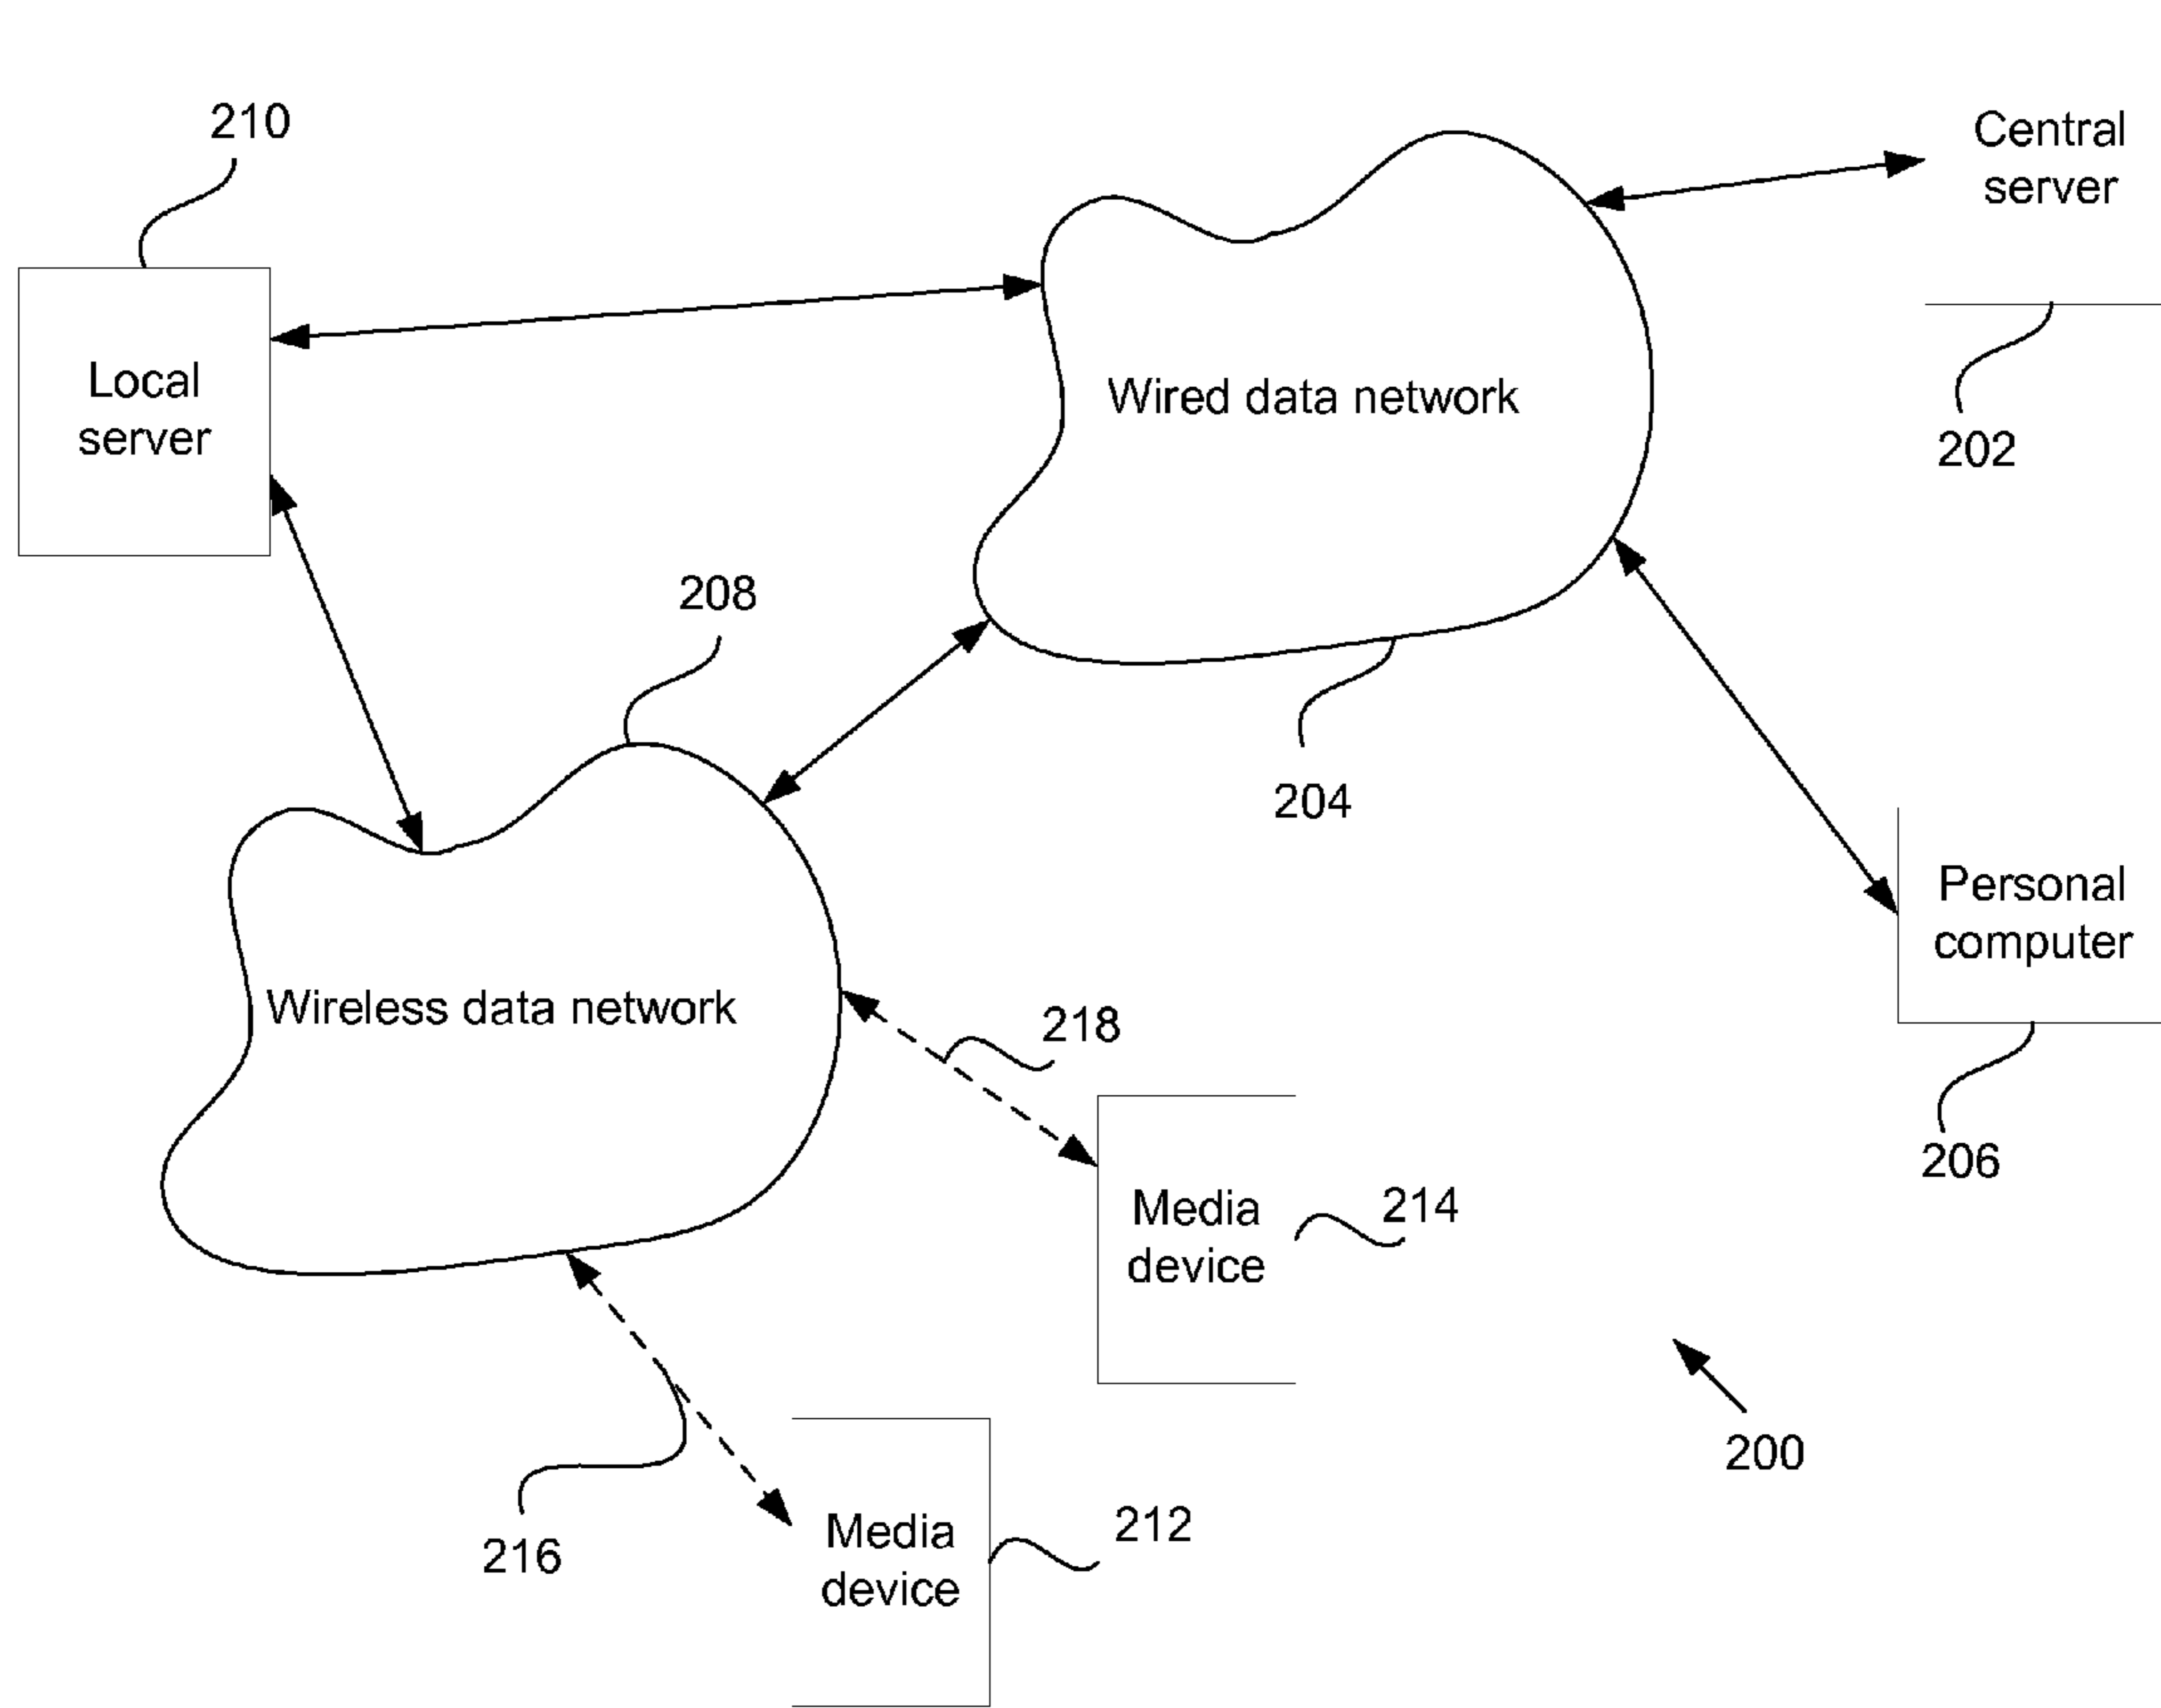 210
Central
server
Local
server
Wired data network
202
208
204
Personal
computer
Wireless data network
218
206
Media
device
214
200
216
Media
device
212